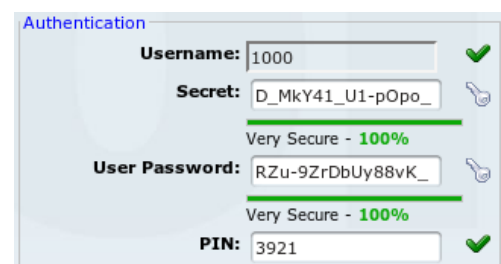 Authentication
Username: 1000
Secret: D_MkY41_U1-pOpo_
Very Secure - 100%
User Password: RZu-9ZrDbUy88vK_
Very Secure - 100%
PIN: 3921